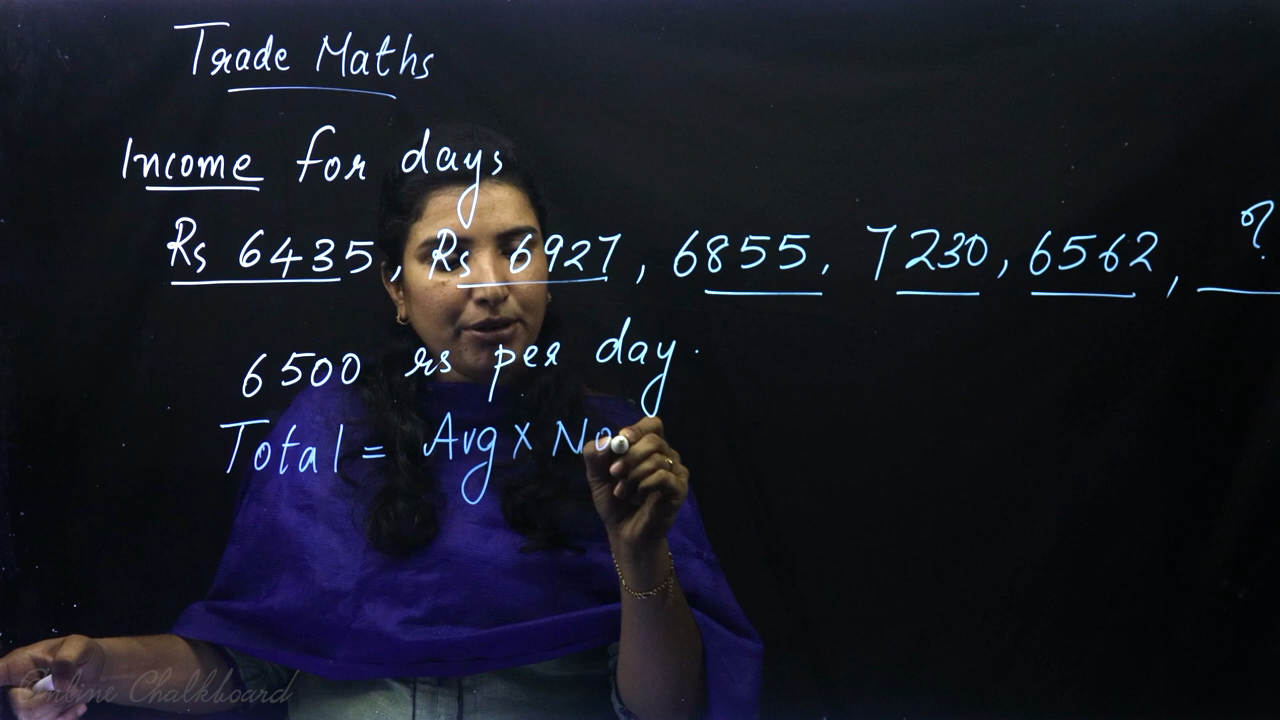 Trade Maths
Income for days
Rs 6435, Rs 6927, 6855, 7230, 6562, ?
6500 rs per day.
Total = Avg x No
Online Chalkboard